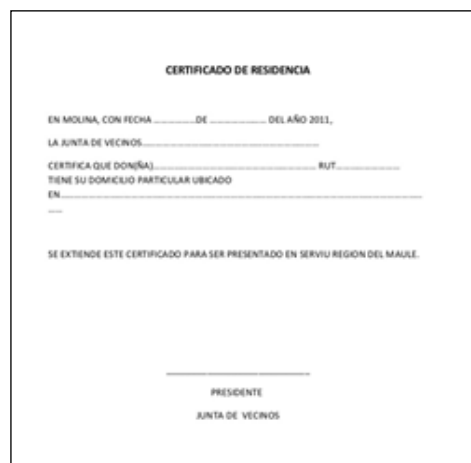 CERTIFICADO DE RESIDENCIA
EN MOLINA, CON FECHA ................DE ..................... DEL AÑO 2011,
LA JUNTA DE VECINOS................................................................
CERTIFICA QUE DON(ÑA)............................................................ RUT........................
TIENE SU DOMICILIO PARTICULAR UBICADO
EN....................................................................................................................................
.....
SE EXTIENDE ESTE CERTIFICADO PARA SER PRESENTADO EN SERVIU REGION DEL MAULE.
________________________________
PRESIDENTE
JUNTA DE VECINOS